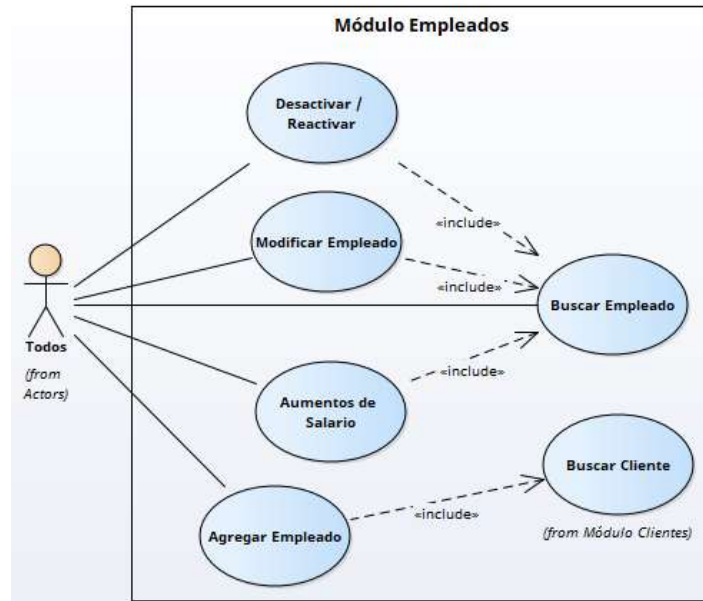 Módulo Empleados
Desactivar /
Reactivar
«include»
Modificar Empleado
«include»
Buscar Empleado
Todos
(from
Actors)
«include»
Aumentos de
Salario
Buscar Cliente
«include»
Agregar Empleado
(from Módulo Clientes)